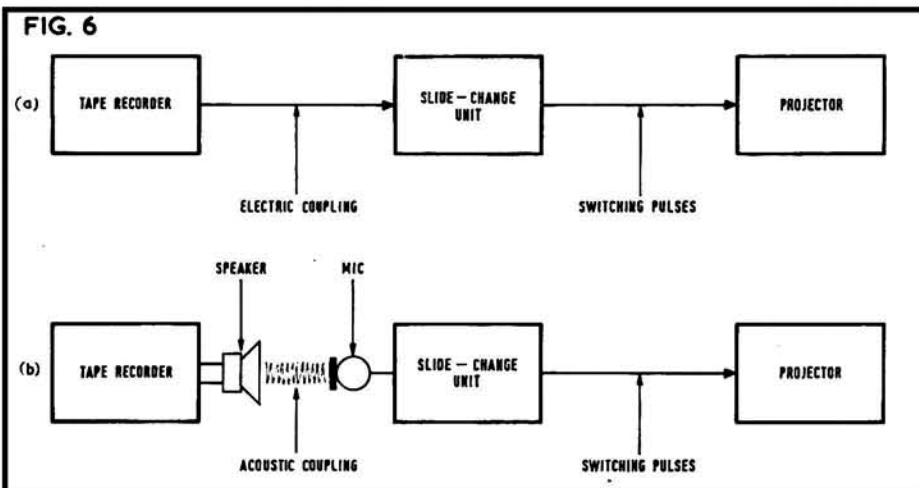 FIG. 6
(a)
TAPE RECORDER
SLIDE – CHANGE
UNIT
PROJECTOR
ELECTRIC COUPLING
SWITCHING PULSES
SPEAKER
MIC
(b)
TAPE RECORDER
SLIDE – CHANGE
UNIT
PROJECTOR
ACOUSTIC COUPLING
SWITCHING PULSES